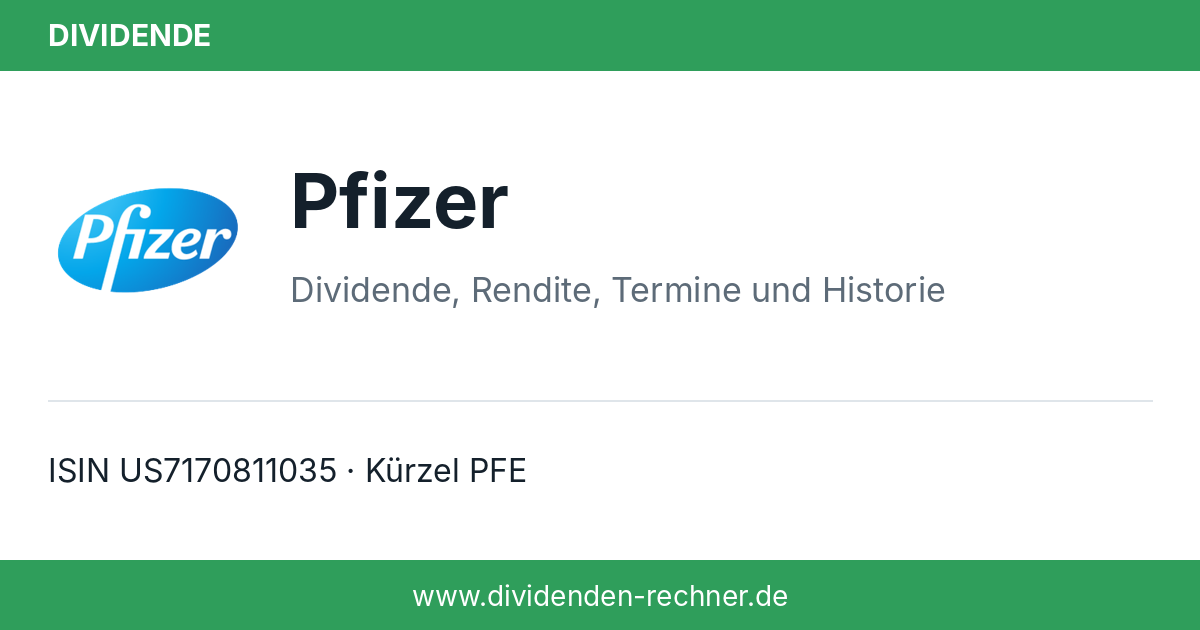 DIVIDENDE
Pfizer
Pfizer
Dividende, Rendite, Termine und Historie
ISIN US7170811035 · Kürzel PFE
www.dividenden-rechner.de